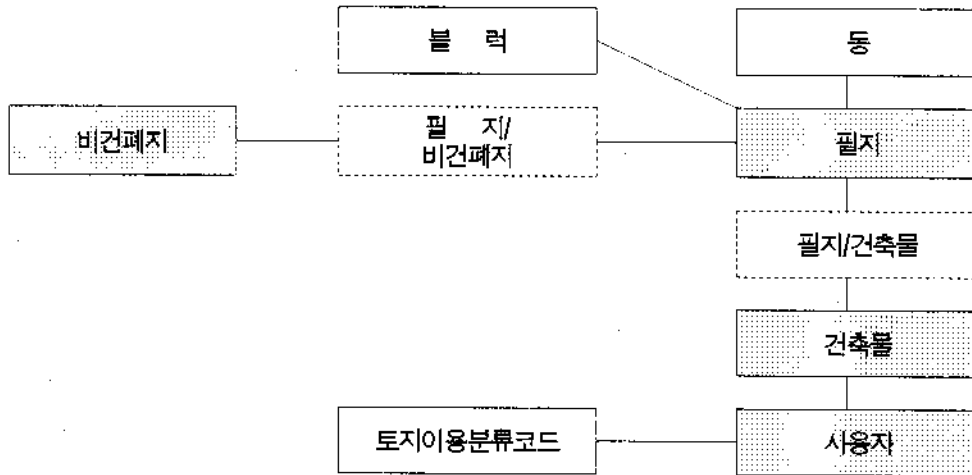 블 럭
동
비건폐지
필 지/
비건폐지
필지
필지/건축물
건축물
토지이용분류코드
사용자